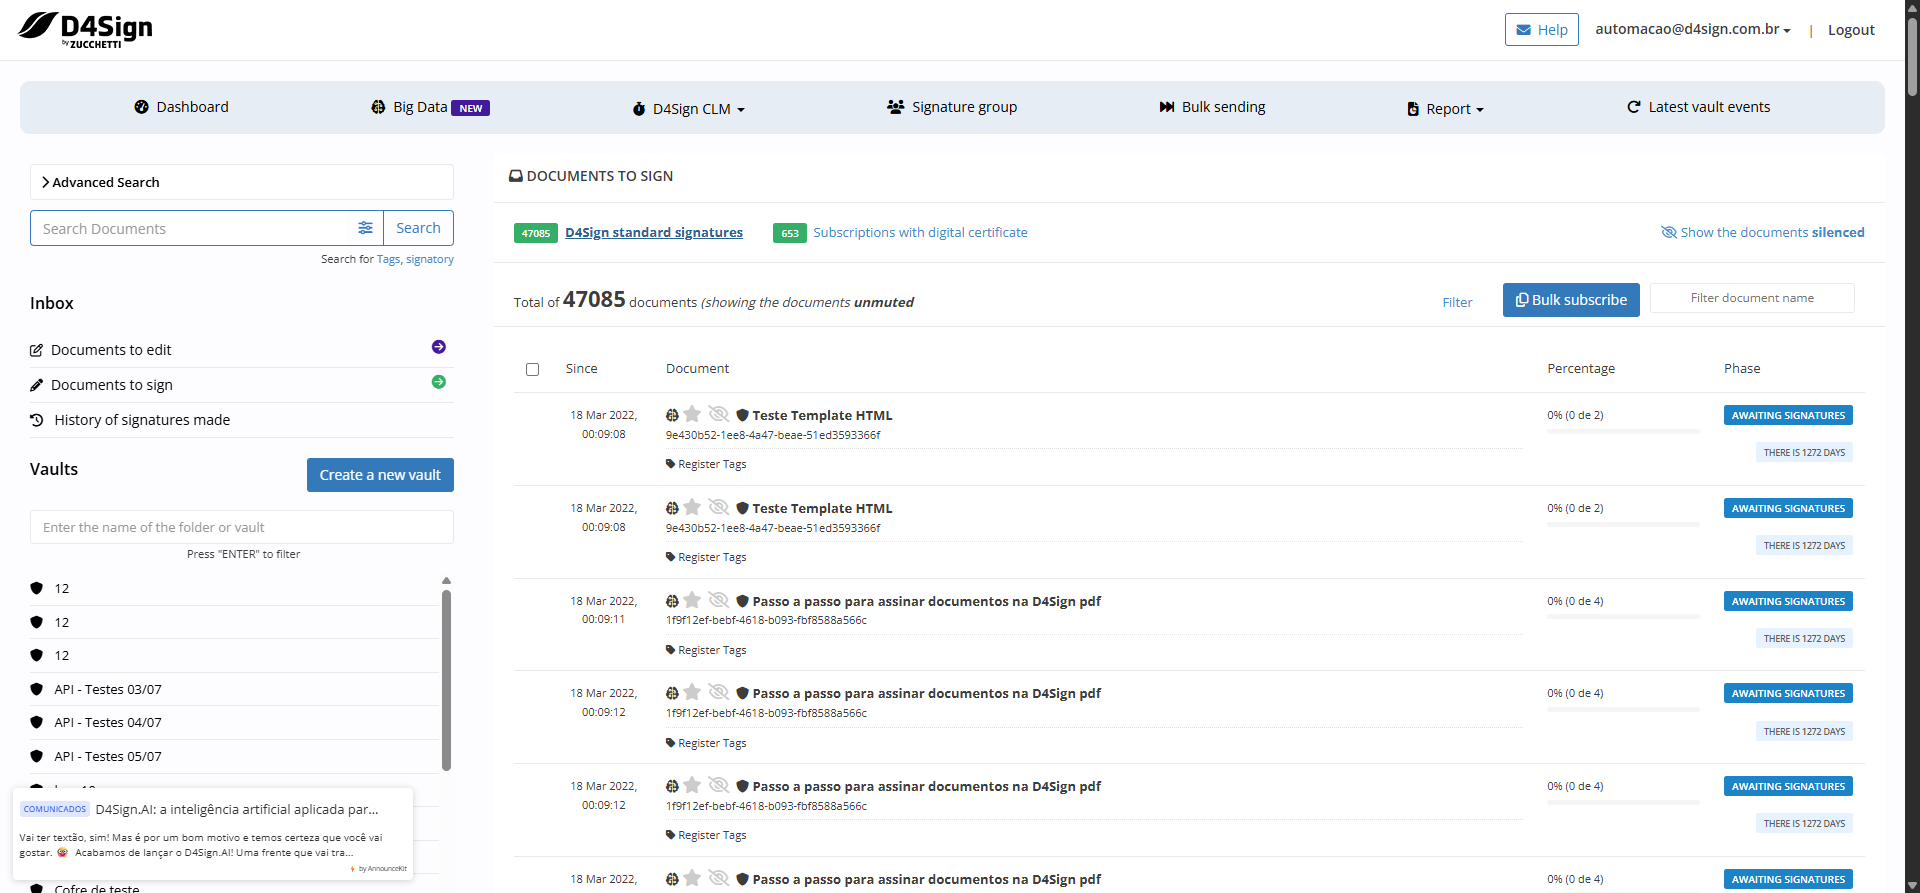 D4Sign
by ZUCCHETTI
Help
automacao@d4sign.com.br
|
Logout
Dashboard
Big Data NEW
D4Sign CLM
Signature group
Bulk sending
Report
Latest vault events
Advanced Search
Search Documents
Search
Search for Tags, signatory
Inbox
Documents to edit
Documents to sign
History of signatures made
Vaults
Create a new vault
Enter the name of the folder or vault
Press "ENTER" to filter
12
12
12
API - Testes 03/07
API - Testes 04/07
API - Testes 05/07
COMUNICADOS D4Sign.AI: a inteligência artificial aplicada par...
Vai ter textão, sim! Mas é por um bom motivo e temos certeza que você vai
gostar. Acabamos de lançar o D4Sign.AI! Uma frente que vai tra...
by AnnounceKit
Cofre de teste
DOCUMENTS TO SIGN
47085 D4Sign standard signatures
653 Subscriptions with digital certificate
Show the documents silenced
Total of 47085 documents (showing the documents unmuted
Filter
Bulk subscribe
Filter document name
Since
Document
Percentage
Phase
18 Mar 2022,
00:09:08
Teste Template HTML
9e430b52-1ee8-4a47-beae-51ed3593366f
Register Tags
0% (0 de 2)
AWAITING SIGNATURES
THERE IS 1272 DAYS
18 Mar 2022,
00:09:08
Teste Template HTML
9e430b52-1ee8-4a47-beae-51ed3593366f
Register Tags
0% (0 de 2)
AWAITING SIGNATURES
THERE IS 1272 DAYS
18 Mar 2022,
00:09:11
Passo a passo para assinar documentos na D4Sign pdf
1f9f12ef-bebf-4618-b093-fbf8588a566c
Register Tags
0% (0 de 4)
AWAITING SIGNATURES
THERE IS 1272 DAYS
18 Mar 2022,
00:09:12
Passo a passo para assinar documentos na D4Sign pdf
1f9f12ef-bebf-4618-b093-fbf8588a566c
Register Tags
0% (0 de 4)
AWAITING SIGNATURES
THERE IS 1272 DAYS
18 Mar 2022,
00:09:12
Passo a passo para assinar documentos na D4Sign pdf
1f9f12ef-bebf-4618-b093-fbf8588a566c
Register Tags
0% (0 de 4)
AWAITING SIGNATURES
THERE IS 1272 DAYS
18 Mar 2022,
Passo a passo para assinar documentos na D4Sign pdf
0% (0 de 4)
AWAITING SIGNATURES